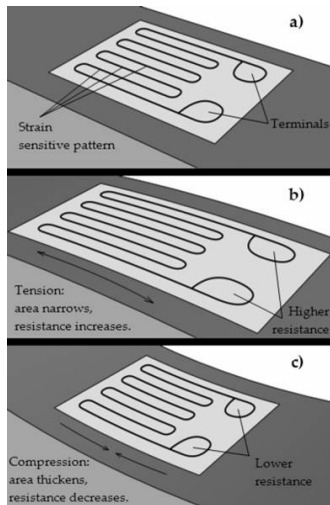 a)
Terminals
Strain
sensitive pattern
b)
Tension:
area narrows,
resistance increases.
Higher
resistance
c)
Compression:
area thickens,
resistance decreases.
Lower
resistance